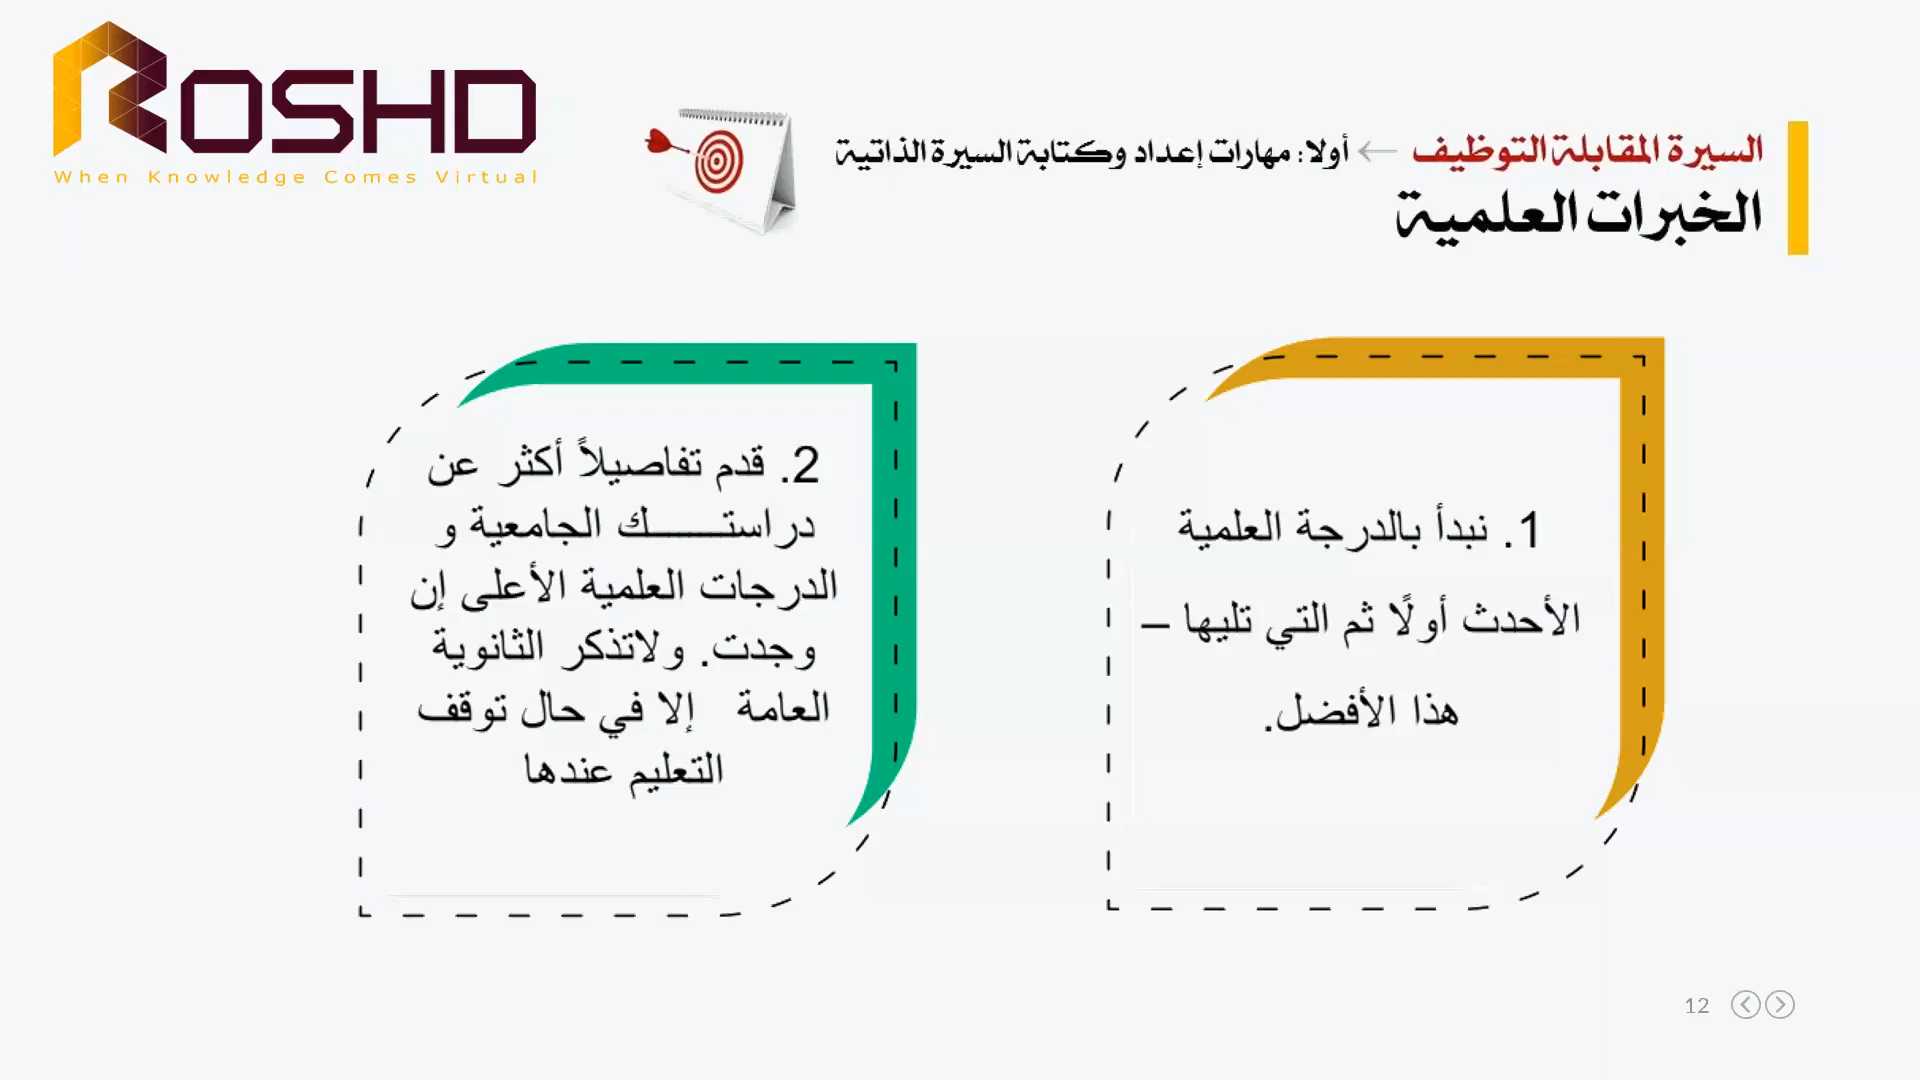 ROSHD
When Knowledge Comes Virtual
السيرة المقابلة التوظيف ← أولا: مهارات إعداد وكتابة السيرة الذاتية
الخبرات العلمية
1. نبدأ بالدرجة العلمية
الأحدث أولًا ثم التي تليها –
هذا الأفضل.
2. قدم تفاصيلاً أكثر عن
دراستــــــــك الجامعية و
الدرجات العلمية الأعلى إن
وجدت. ولاتذكر الثانوية
العامة إلا في حال توقف
التعليم عندها
12